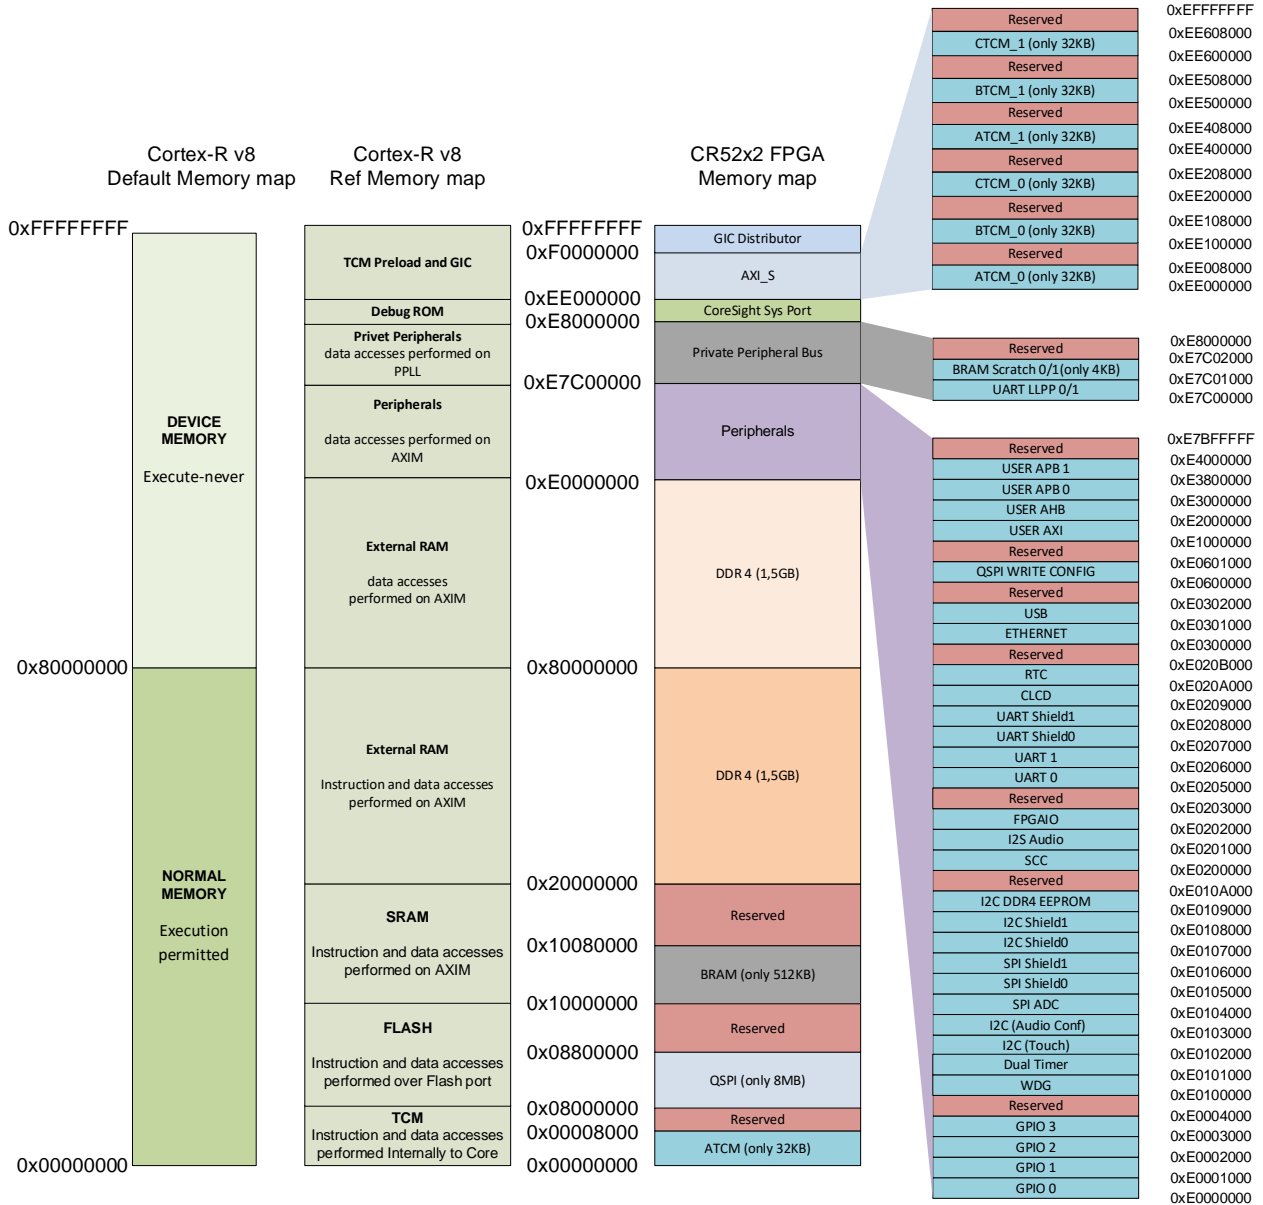 Cortex-R v8
Default Memory map
0xFFFFFFFF
DEVICE
MEMORY
Execute-never
0x80000000
NORMAL
MEMORY
Execution
permitted
0x00000000
Cortex-R v8
Ref Memory map
TCM Preload and GIC
Debug ROM
Privet Peripherals
data accesses performed on
PPLL
Peripherals
data accesses performed on
AXIM
External RAM
data accesses
performed on AXIM
External RAM
Instruction and data accesses
performed on AXIM
SRAM
Instruction and data accesses
performed on AXIM
FLASH
Instruction and data accesses
performed over Flash port
TCM
Instruction and data accesses
performed Internally to Core
0xFFFFFFFF
0xF0000000
0xEE000000
0xE8000000
0xE7C00000
0xE0000000
0x80000000
0x20000000
0x10080000
0x10000000
0x08800000
0x08000000
0x00008000
0x00000000
CR52x2 FPGA
Memory map
GIC Distributor
AXI_S
CoreSight Sys Port
Private Peripheral Bus
Peripherals
DDR4 (1,5GB)
DDR4 (1,5GB)
Reserved
BRAM (only 512KB)
Reserved
QSPI (only 8MB)
Reserved
ATCM (only 32KB)
0xEFFFFFFF
Reserved
0xEE608000
CTCM_1 (only 32KB)
0xEE600000
Reserved
0xEE508000
BTCM_1 (only 32KB)
0xEE500000
Reserved
0xEE408000
ATCM_1 (only 32KB)
0xEE400000
Reserved
0xEE208000
CTCM_0 (only 32KB)
0xEE200000
Reserved
0xEE108000
BTCM_0 (only 32KB)
0xEE100000
Reserved
0xEE008000
ATCM_0 (only 32KB)
0xEE000000
0xE8000000
Reserved
0xE7C02000
BRAM Scratch 0/1(only 4KB)
0xE7C01000
UART LLPP 0/1
0xE7C00000
0xE7BFFFFF
Reserved
0xE4000000
USER APB 1
0xE3800000
USER APB 0
0xE3000000
USER AHB
0xE2000000
USER AXI
0xE1000000
Reserved
0xE0601000
QSPI WRITE CONFIG
0xE0600000
Reserved
0xE0302000
USB
0xE0301000
ETHERNET
0xE0300000
Reserved
0xE020B000
RTC
0xE020A000
CLCD
0xE0209000
UART Shield1
0xE0208000
UART Shield0
0xE0207000
UART 1
0xE0206000
UART 0
0xE0205000
Reserved
0xE0203000
FPGAIO
0xE0202000
I2S Audio
0xE0201000
SCC
0xE0200000
Reserved
0xE010A000
I2C DDR4 EEPROM
0xE0109000
I2C Shield1
0xE0108000
I2C Shield0
0xE0107000
SPI Shield1
0xE0106000
SPI Shield0
0xE0105000
SPI ADC
0xE0104000
I2C (Audio Conf)
0xE0103000
I2C (Touch)
0xE0102000
Dual Timer
0xE0101000
WDG
0xE0100000
Reserved
0xE0004000
GPIO 3
0xE0003000
GPIO 2
0xE0002000
GPIO 1
0xE0001000
GPIO 0
0xE0000000